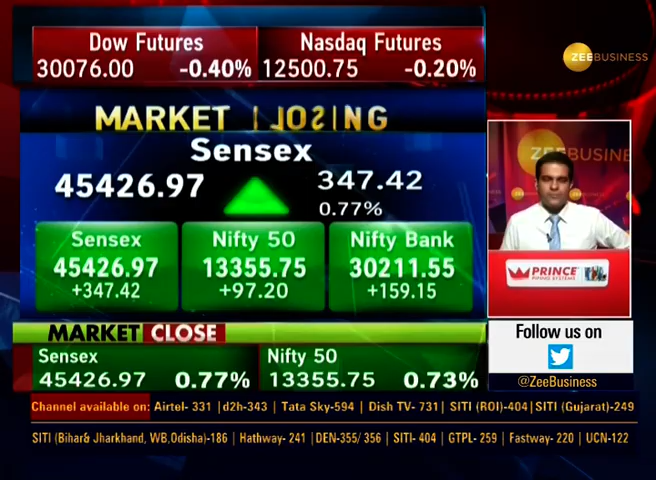 Dow Futures
30076.00 -0.40%
Nasdaq Futures
12500.75 -0.20%
ZEEBUSINESS
MARKET CLOSING
Sensex
45426.97 347.42
0.77%
Sensex
45426.97
+347.42
Nifty 50
13355.75
+97.20
Nifty Bank
30211.55
+159.15
ZEEBUSINE
PRINCE
PIPING SYSTEMS
MARKET CLOSE
Sensex
45426.97 0.77%
Nifty 50
13355.75 0.73%
Follow us on
@ZeeBusiness
Channel available on: Airtel- 331 | d2h-343 | Tata Sky-594 | Dish TV- 731| SITI (ROI)-404| SITI (Gujarat)-249
SITI (Bihar& Jharkhand, WB,Odisha)-186 | Hathway- 241 |DEN-355/ 356 | SITI- 404 | GTPL- 259 | Fastway- 220 | UCN-122